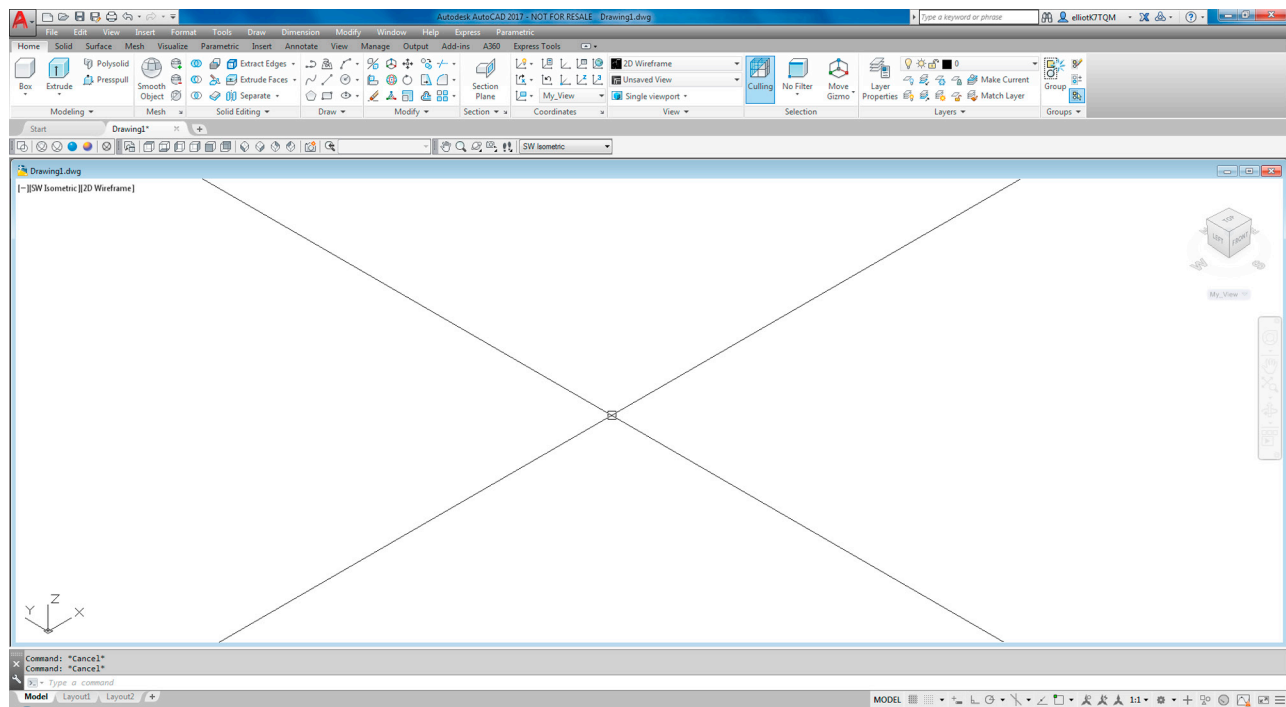 Autodesk AutoCAD 2017 - NOT FOR RESALE Drawing1.dwg
Type a keyword or phrase
elliotK7TQM
File Edit View Insert Format Tools Draw Dimension Modify Window Help Express Parametric
Home Solid Surface Mesh Visualize Parametric Insert Annotate View Manage Output Add-ins A360 Express Tools
Polysolid Extract Edges 2D Wireframe 0
Presspull Extrude Faces Unsaved View Make Current
Box Extrude Smooth Object Separate Section Plane My_View Single viewport Culling No Filter Move Gizmo Layer Properties Match Layer Group
Modeling Mesh Solid Editing Draw Modify Section Coordinates View Selection Layers Groups
Start Drawing1*
SW Isometric
Drawing1.dwg
[−][SW Isometric][2D Wireframe]
TOP
LEFT FRONT
W S
My_View
Z
Y X
Command: *Cancel*
Command: *Cancel*
Type a command
Model Layout1 Layout2 +
MODEL 1:1